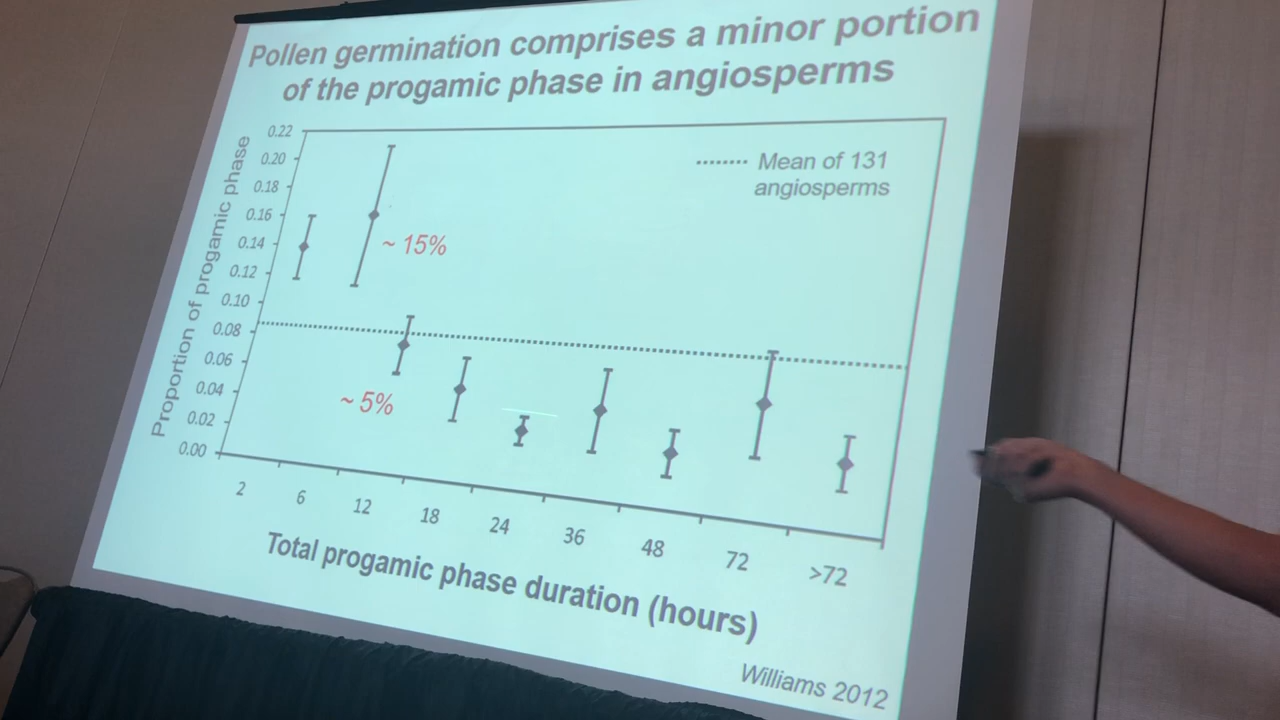 Pollen germination comprises a minor portion
of the progamic phase in angiosperms
Proportion of progamic phase
0.22
0.20
0.18
0.16
0.14
0.12
0.10
0.08
0.06
0.04
0.02
0.00
Mean of 131
angiosperms
~ 15%
~ 5%
2 6 12 18 24 36 48 72 >72
Total progamic phase duration (hours)
Williams 2012